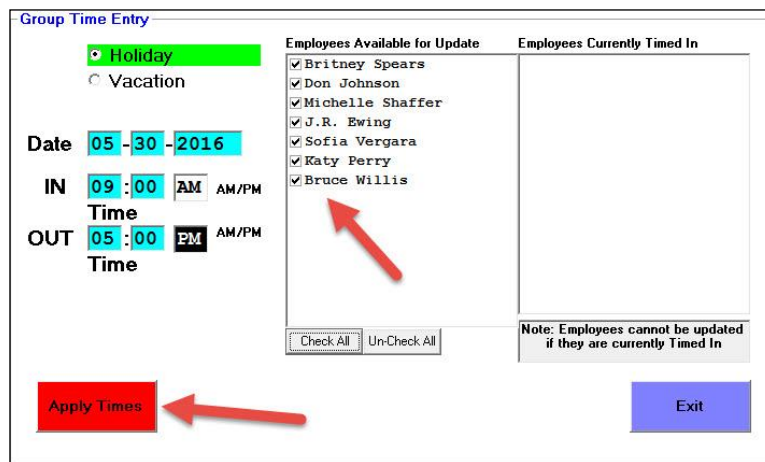 Group Time Entry
Holiday
Vacation
Date 05 - 30 - 2016
IN 09 : 00 AM AM/PM
Time
OUT 05 : 00 PM AM/PM
Time
Employees Available for Update
Britney Spears
Don Johnson
Michelle Shaffer
J.R. Ewing
Sofia Vergara
Katy Perry
Bruce Willis
Check All Un-Check All
Employees Currently Timed In
Note: Employees cannot be updated
if they are currently Timed In
Apply Times
Exit